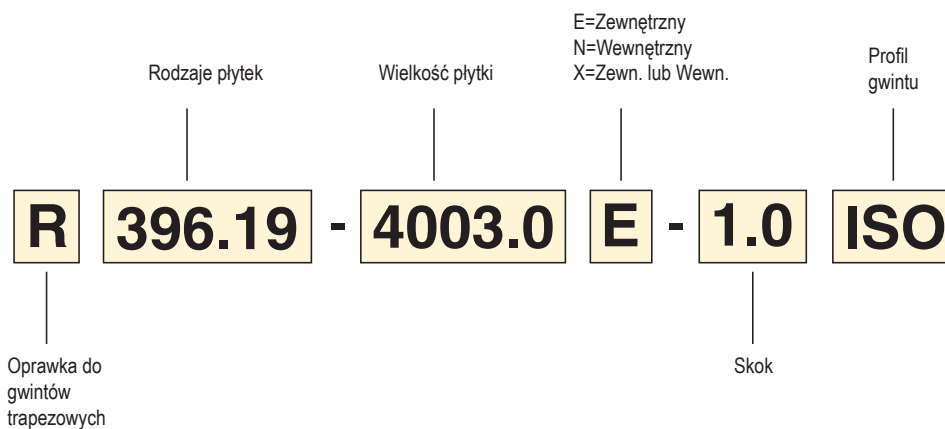 E=Zewnętrzny
N=Wewnętrzny
X=Zewn. lub Wewn.
Rodzaje płytek
Wielkość płytki
Profil
gwintu
R 396.19 - 4003.0 E - 1.0 ISO
Oprawka do
gwintów
trapezowych
Skok